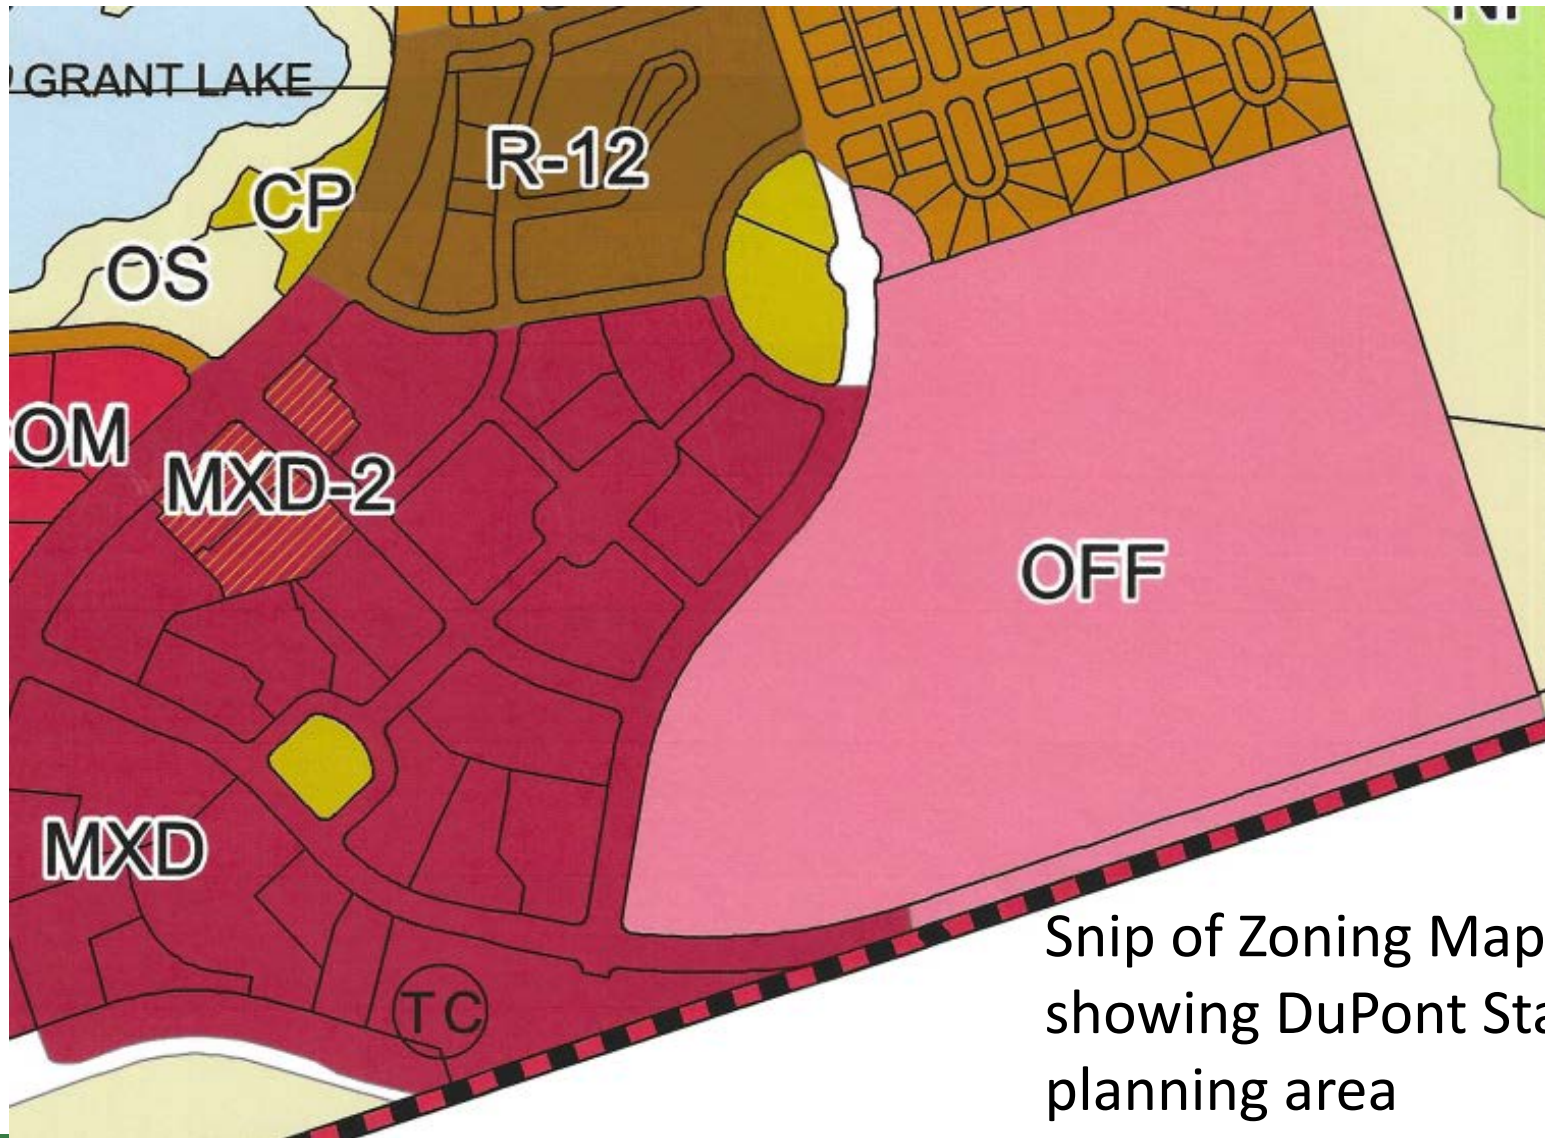 GRANT LAKE
R-12
CP
OS
OM
MXD-2
OFF
MXD
TC
Snip of Zoning Map
showing DuPont Sta
planning area